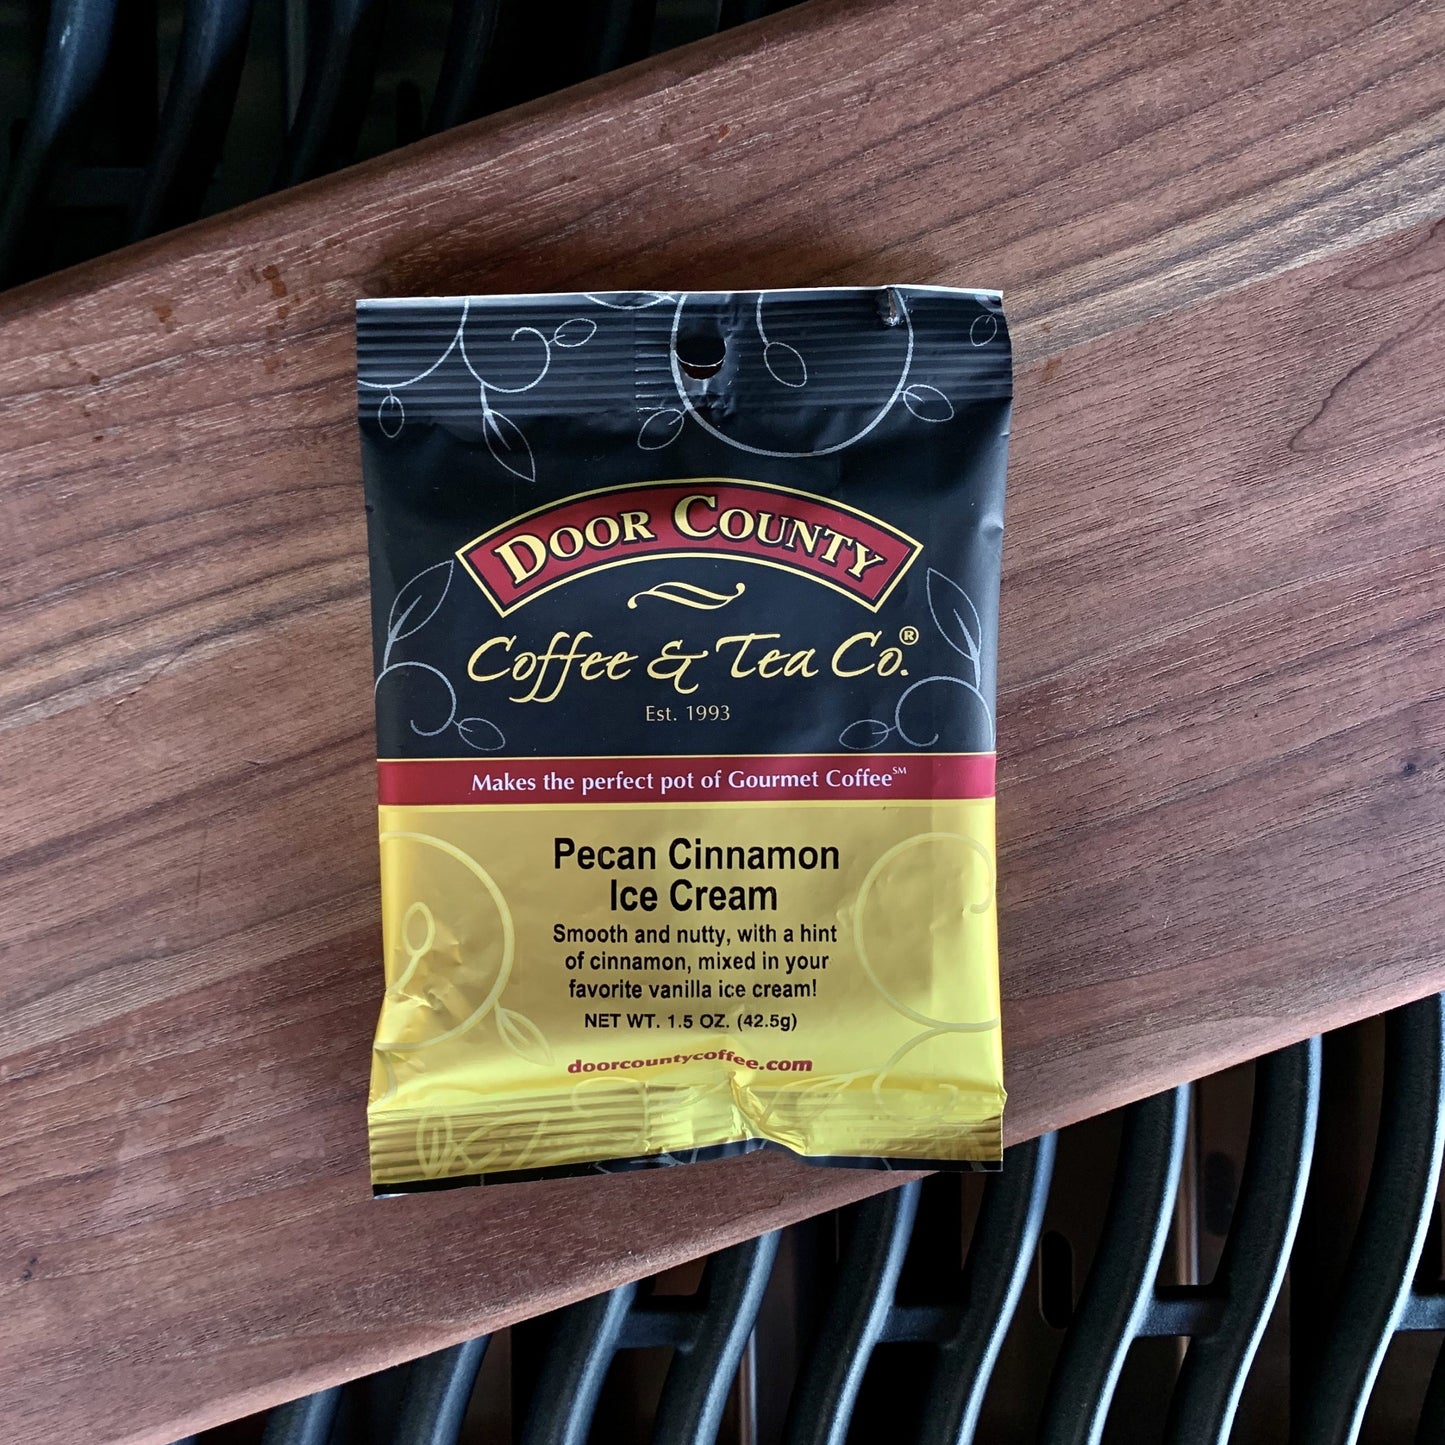 DOOR COUNTY
Coffee & Tea Co.®
Est. 1993
Makes the perfect pot of Gourmet Coffee℠
Pecan Cinnamon
Ice Cream
Smooth and nutty, with a hint
of cinnamon, mixed in your
favorite vanilla ice cream!
NET WT. 1.5 OZ. (42.5g)
doorcountycoffee.com